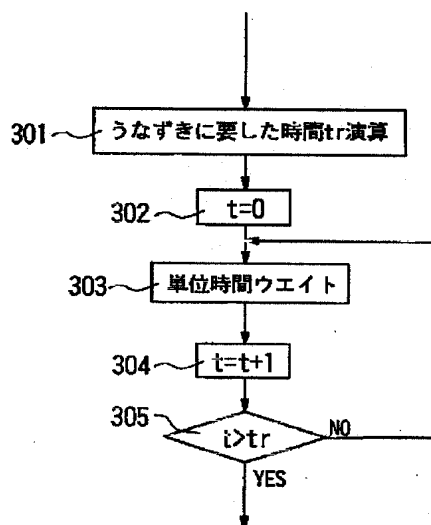 301 うなずきに要した時間tr演算
302 t=0
303 単位時間ウエイト
304 t=t+1
305 i>tr NO
YES